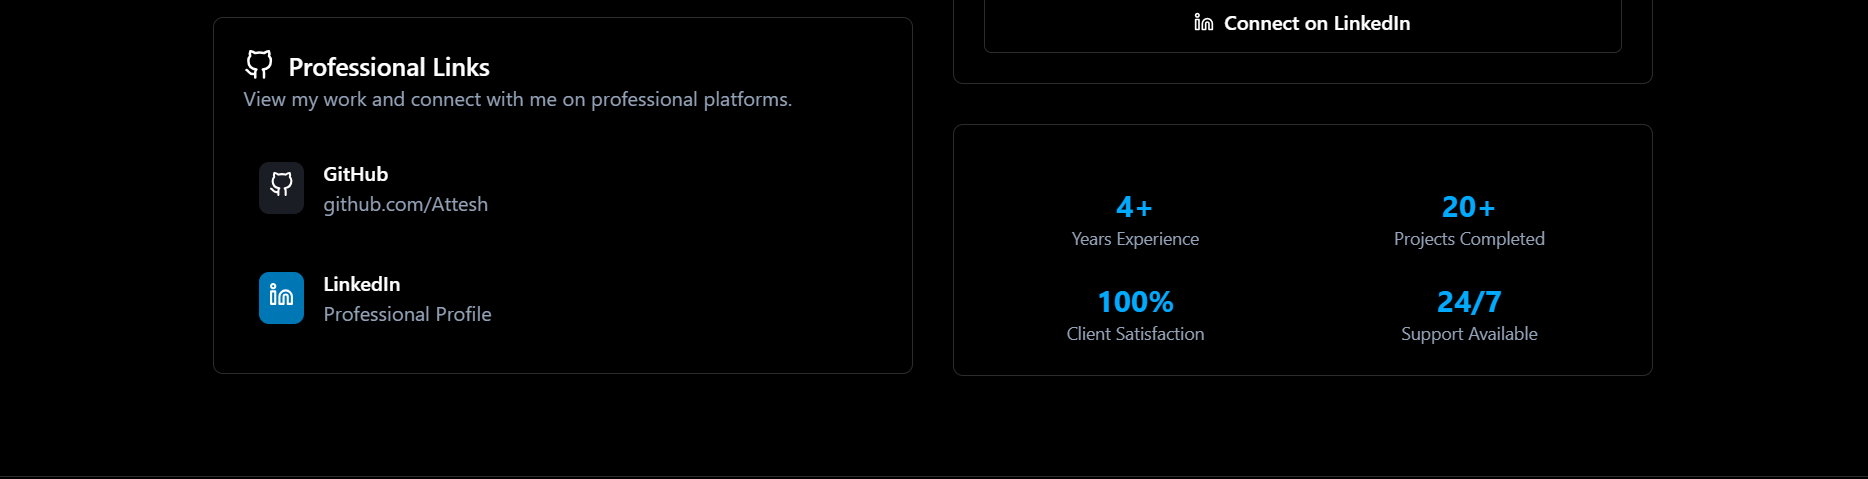 Professional Links
View my work and connect with me on professional platforms.
GitHub
github.com/Attesh
LinkedIn
Professional Profile
Connect on LinkedIn
4+
Years Experience
20+
Projects Completed
100%
Client Satisfaction
24/7
Support Available